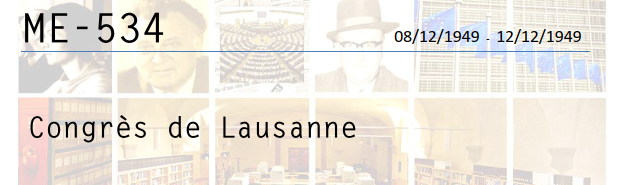 ME-534
08/12/1949 - 12/12/1949
Congrès de Lausanne